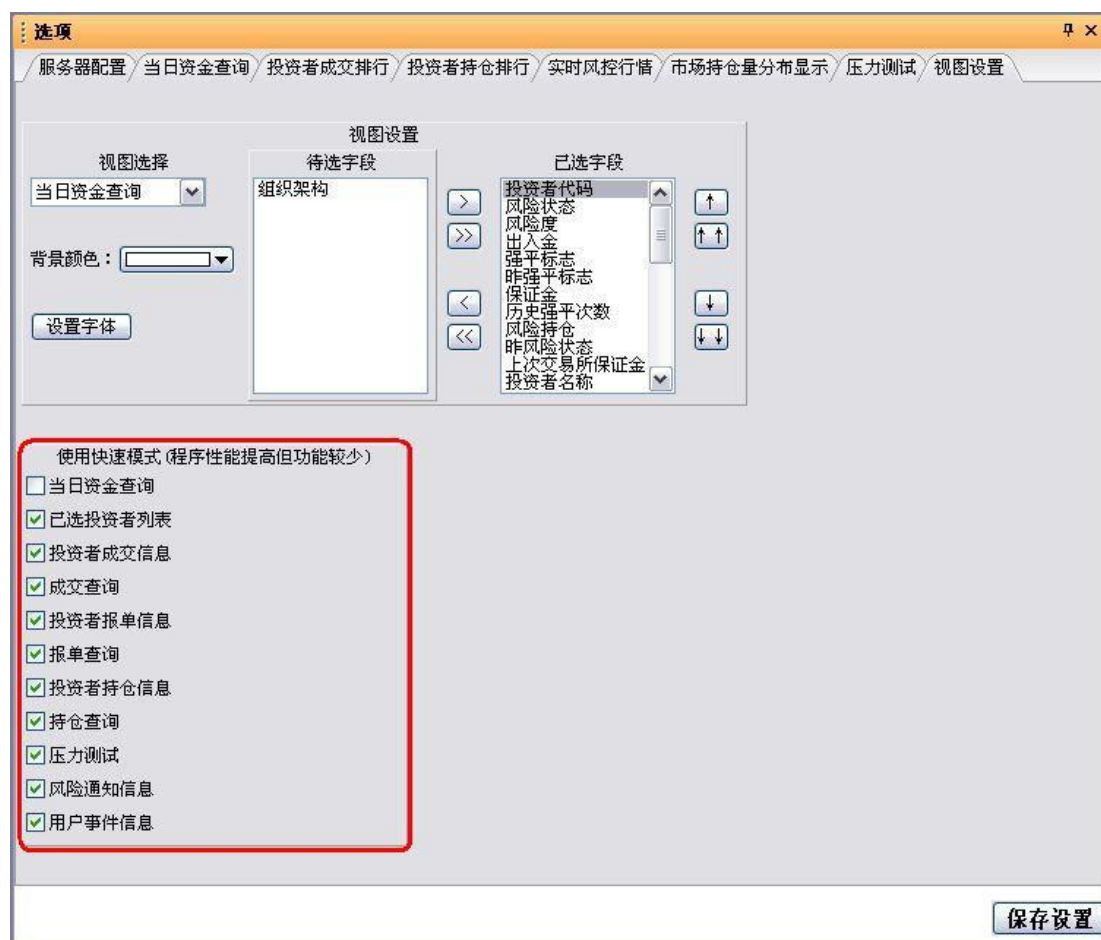 选项
服务器配置 当日资金查询 投资者成交排行 投资者持仓排行 实时风控行情 市场持仓量分布显示 压力测试 视图设置
视图设置
视图选择 待选字段 已选字段
当日资金查询
组织架构
投资者代码
风险状态
风险度
出入金
强平标志
昨强平标志
保证金
历史强平次数
风险持仓
昨风险状态
上次交易所保证金
投资者名称
> 
>>
<
<<
↑
↑↑
↓
↓↓
背景颜色：
设置字体
使用快速模式(程序性能提高但功能较少)
当日资金查询
已选投资者列表
投资者成交信息
成交查询
投资者报单信息
报单查询
投资者持仓信息
持仓查询
压力测试
风险通知信息
用户事件信息
保存设置